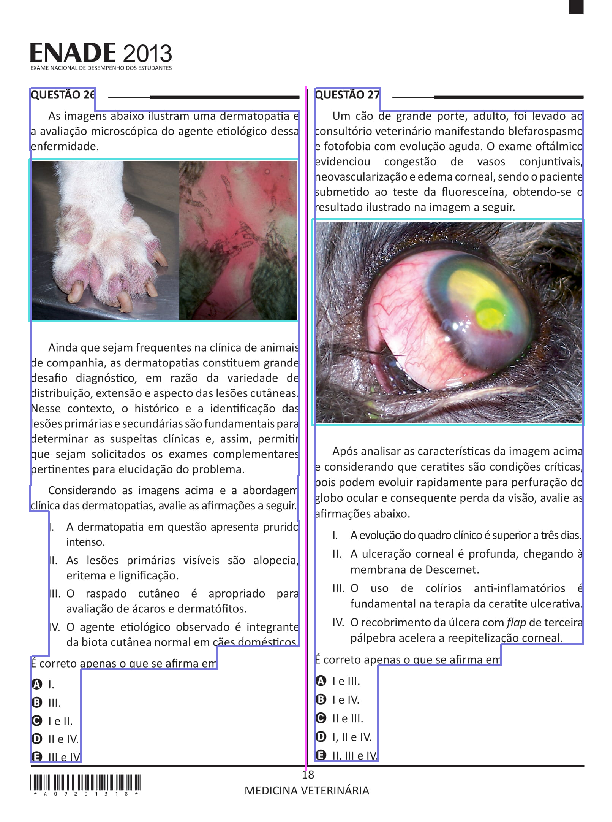 ENADE 2013
EXAME NACIONAL DE DESEMPENHO DOS ESTUDANTES
QUESTÃO 26
As imagens abaixo ilustram uma dermatopatia e
a avaliação microscópica do agente etiológico dessa
enfermidade.
Ainda que sejam frequentes na clínica de animais
de companhia, as dermatopatias constituem grande
desafio diagnóstico, em razão da variedade de
distribuição, extensão e aspecto das lesões cutâneas.
Nesse contexto, o histórico e a identificação das
lesões primárias e secundárias são fundamentais para
determinar as suspeitas clínicas e, assim, permitir
que sejam solicitados os exames complementares
pertinentes para elucidação do problema.
Considerando as imagens acima e a abordagem
clínica das dermatopatias, avalie as afirmações a seguir.
I. A dermatopatia em questão apresenta prurido
intenso.
II. As lesões primárias visíveis são alopecia,
eritema e lignificação.
III. O raspado cutâneo é apropriado para
avaliação de ácaros e dermatófitos.
IV. O agente etiológico observado é integrante
da biota cutânea normal em cães domésticos.
É correto apenas o que se afirma em
A I.
B III.
C I e II.
D II e IV.
E III e IV.
QUESTÃO 27
Um cão de grande porte, adulto, foi levado ao
consultório veterinário manifestando blefarospasmo
e fotofobia com evolução aguda. O exame oftálmico
evidenciou congestão de vasos conjuntivais,
neovascularização e edema corneal, sendo o paciente
submetido ao teste da fluoresceína, obtendo-se o
resultado ilustrado na imagem a seguir.
Após analisar as características da imagem acima
e considerando que ceratites são condições críticas,
pois podem evoluir rapidamente para perfuração do
globo ocular e consequente perda da visão, avalie as
afirmações abaixo.
I. A evolução do quadro clínico é superior a três dias.
II. A ulceração corneal é profunda, chegando à
membrana de Descemet.
III. O uso de colírios anti-inflamatórios é
fundamental na terapia da ceratite ulcerativa.
IV. O recobrimento da úlcera com flap de terceira
pálpebra acelera a reepitelização corneal.
É correto apenas o que se afirma em
A I e III.
B I e IV.
C II e III.
D I, II e IV.
E II, III e IV.
18
MEDICINA VETERINÁRIA
*A07201318*